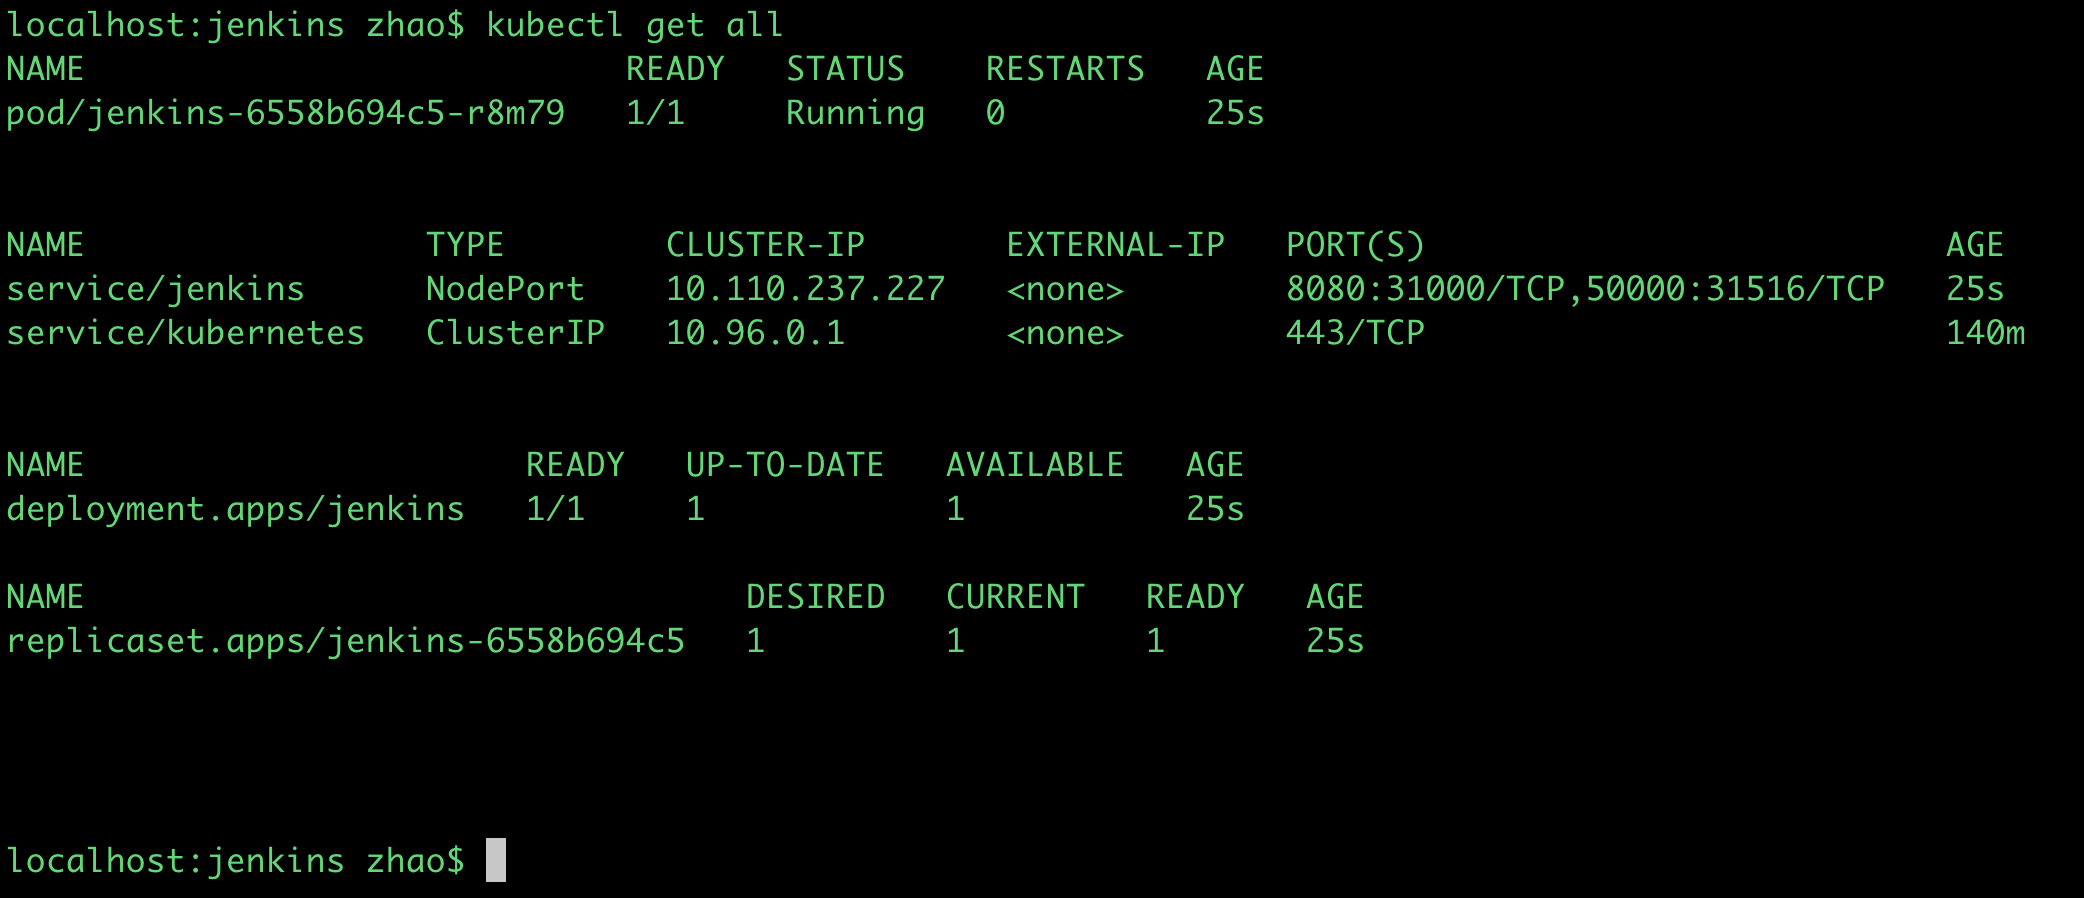 localhost:jenkins zhao$ kubectl get all
NAME                           READY   STATUS    RESTARTS   AGE
pod/jenkins-6558b694c5-r8m79   1/1     Running   0          25s
NAME                 TYPE        CLUSTER-IP       EXTERNAL-IP   PORT(S)                          AGE
service/jenkins      NodePort    10.110.237.227   <none>        8080:31000/TCP,50000:31516/TCP   25s
service/kubernetes   ClusterIP   10.96.0.1        <none>        443/TCP                          140m
NAME                      READY   UP-TO-DATE   AVAILABLE   AGE
deployment.apps/jenkins   1/1     1            1           25s
NAME                                 DESIRED   CURRENT   READY   AGE
replicaset.apps/jenkins-6558b694c5   1         1         1       25s
localhost:jenkins zhao$